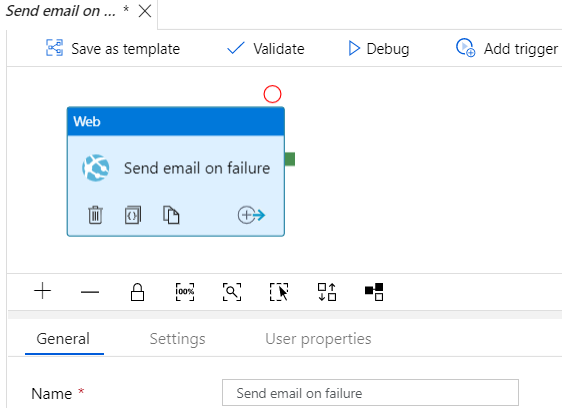 Send email on ... *
Save as template
Validate
Debug
Add trigger
Web
Send email on failure
{}
100%
General
Settings
User properties
Name *
Send email on failure